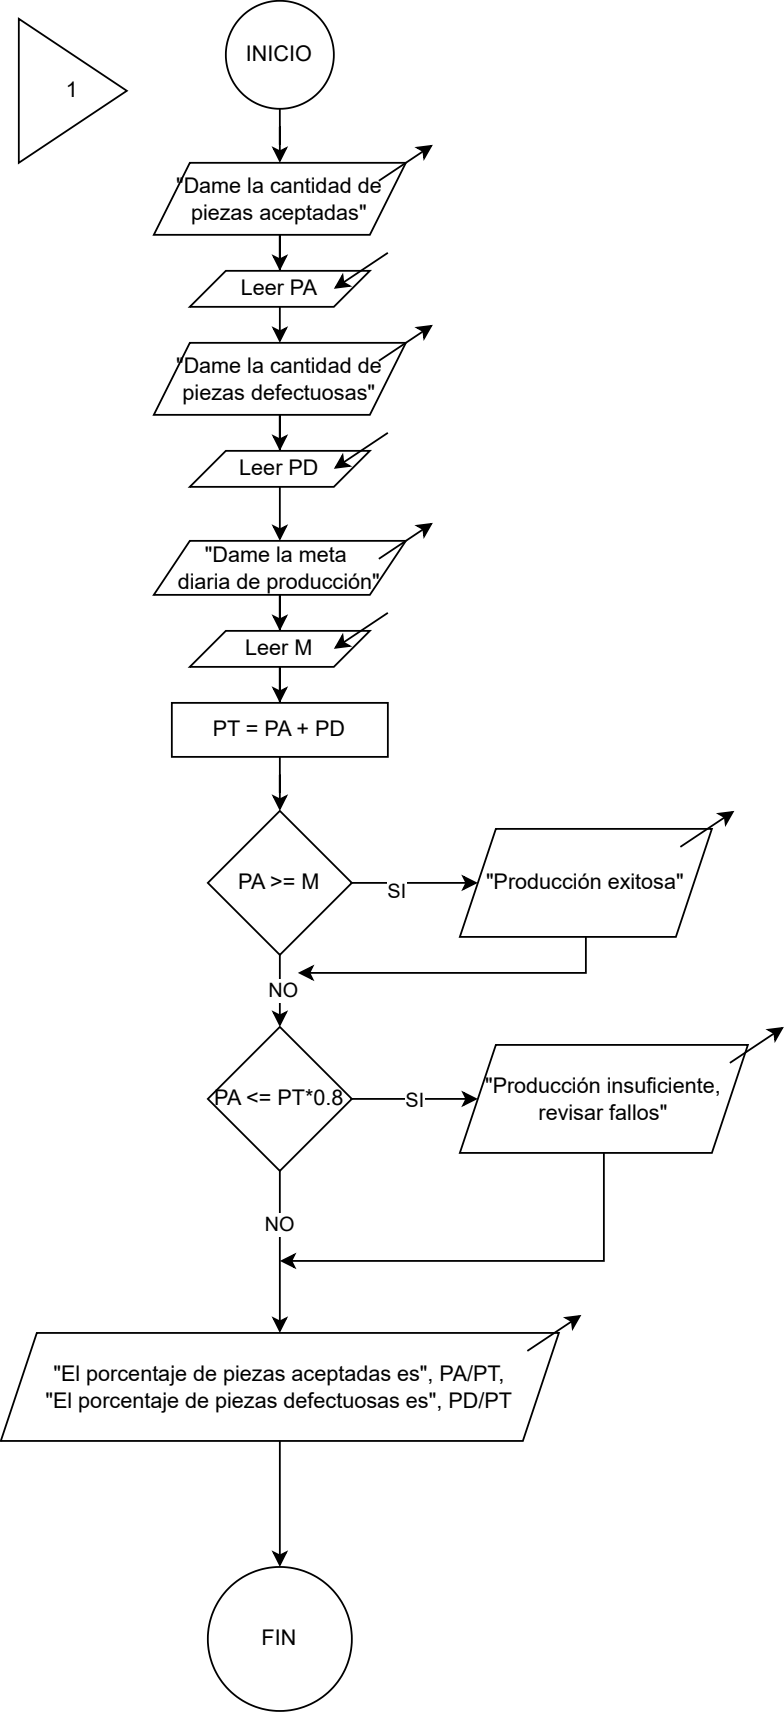 1
INICIO
"Dame la cantidad de
piezas aceptadas"
Leer PA
"Dame la cantidad de
piezas defectuosas"
Leer PD
"Dame la meta
diaria de producción"
Leer M
PT = PA + PD
PA >= M
SI
"Producción exitosa"
NO
PA <= PT*0.8
SI
"Producción insuficiente,
revisar fallos"
NO
"El porcentaje de piezas aceptadas es", PA/PT,
"El porcentaje de piezas defectuosas es", PD/PT
FIN